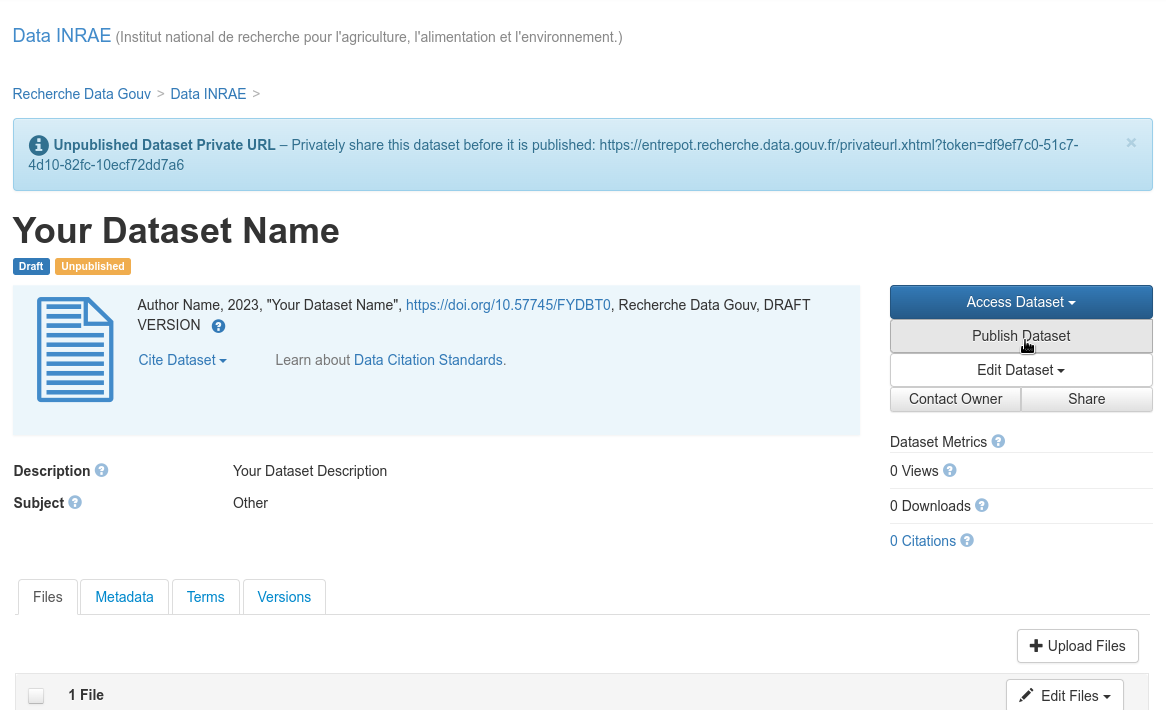 Data INRAE (Institut national de recherche pour l'agriculture, l'alimentation et l'environnement.)
Recherche Data Gouv > Data INRAE >
Unpublished Dataset Private URL – Privately share this dataset before it is published: https://entrepot.recherche.data.gouv.fr/privateurl.xhtml?token=df9ef7c0-51c7-
4d10-82fc-10ecf72dd7a6
×
Your Dataset Name
Draft Unpublished
Author Name, 2023, "Your Dataset Name", https://doi.org/10.57745/FYDBT0, Recherche Data Gouv, DRAFT
VERSION ?
Cite Dataset Learn about Data Citation Standards.
Access Dataset
Publish Dataset
Edit Dataset
Contact Owner Share
Dataset Metrics ?
0 Views ?
0 Downloads ?
0 Citations ?
Description ? Your Dataset Description
Subject ? Other
Files Metadata Terms Versions
Upload Files
1 File Edit Files